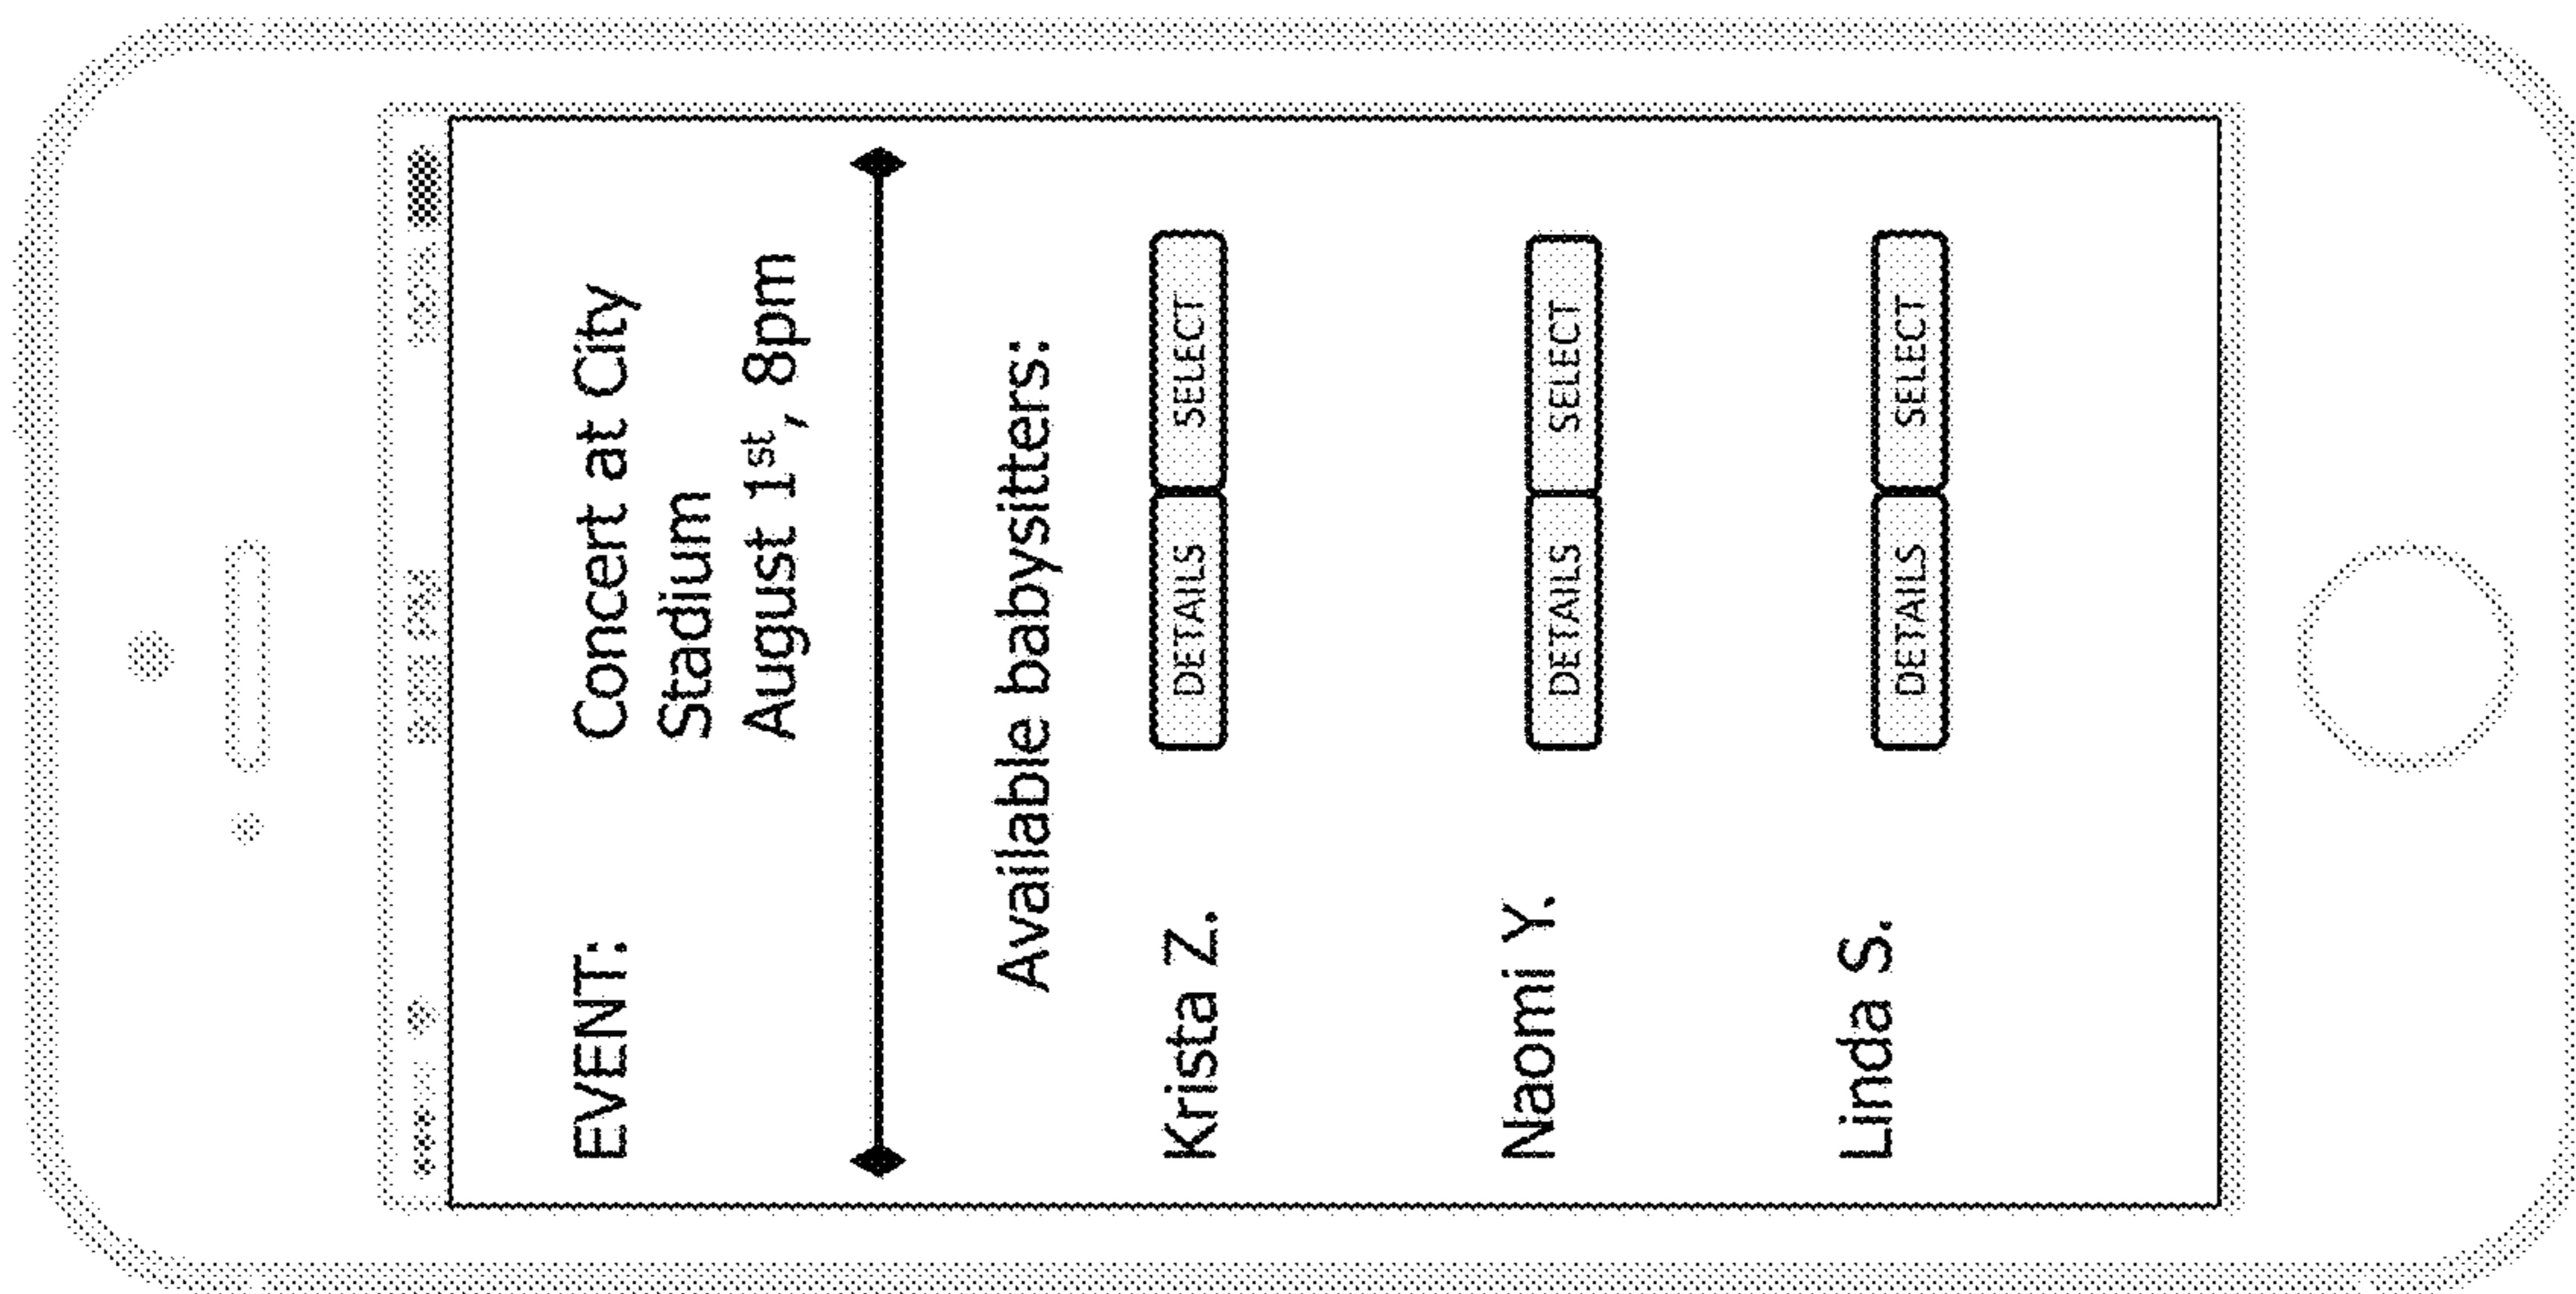 EVENT: Concert at City
Stadium
August 1st, 8pm
Available babysitters:
Krista Z. DETAILS SELECT
Naomi Y. DETAILS SELECT
Linda S. DETAILS SELECT